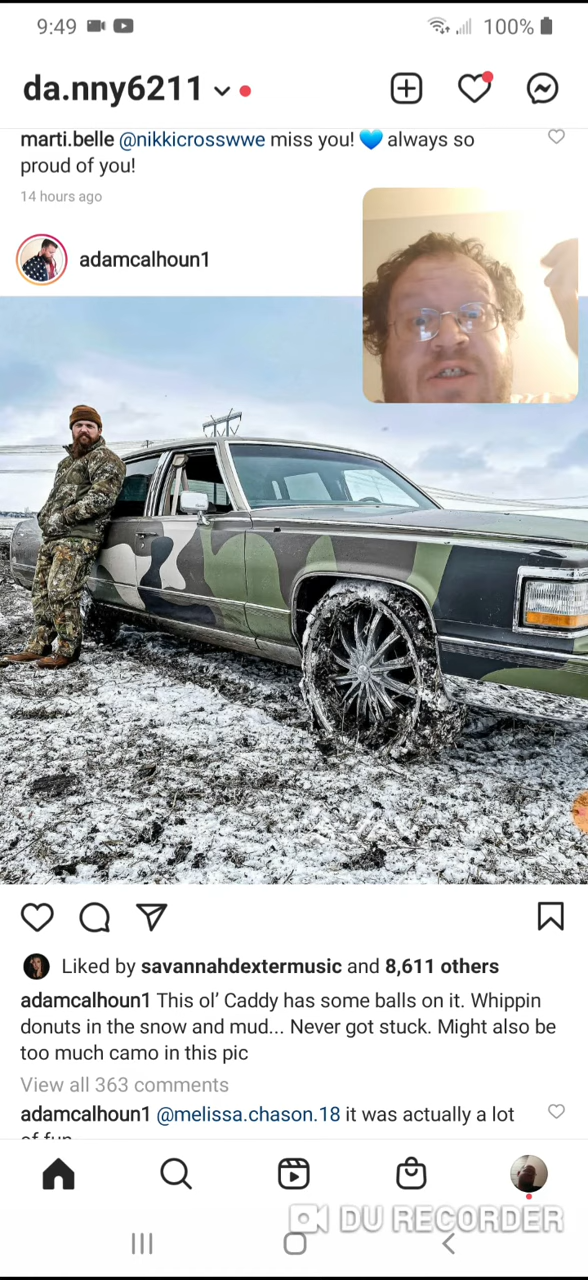 9:49
100%
da.nny6211
marti.belle @nikkicrosswwe miss you! 💙 always so
proud of you!
14 hours ago
adamcalhoun1
Liked by savannahdextermusic and 8,611 others
adamcalhoun1 This ol’ Caddy has some balls on it. Whippin
donuts in the snow and mud... Never got stuck. Might also be
too much camo in this pic
View all 363 comments
adamcalhoun1 @melissa.chason.18 it was actually a lot
of fun
DU RECORDER